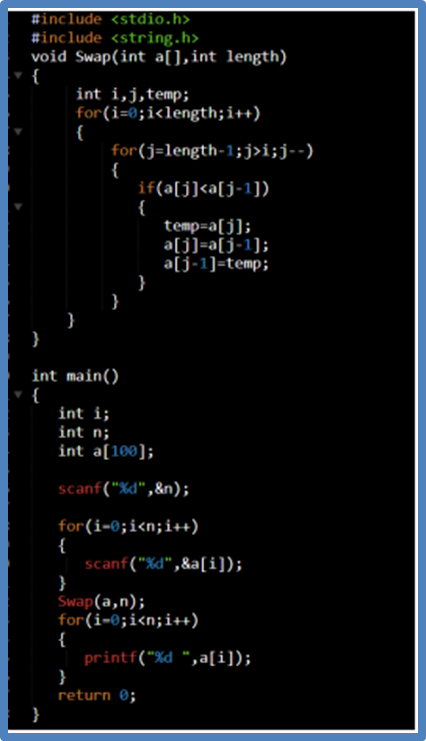 #include <stdio.h>
#include <string.h>
void Swap(int a[],int length)
{
int i,j,temp;
for(i=0;i<length;i++)
{
for(j=length-1;j>i;j--)
{
if(a[j]<a[j-1])
{
temp=a[j];
a[j]=a[j-1];
a[j-1]=temp;
}
}
}
}
int main()
{
int i;
int n;
int a[100];
scanf("%d",&n);
for(i=0;i<n;i++)
{
scanf("%d",&a[i]);
}
Swap(a,n);
for(i=0;i<n;i++)
{
printf("%d ",a[i]);
}
return 0;
}